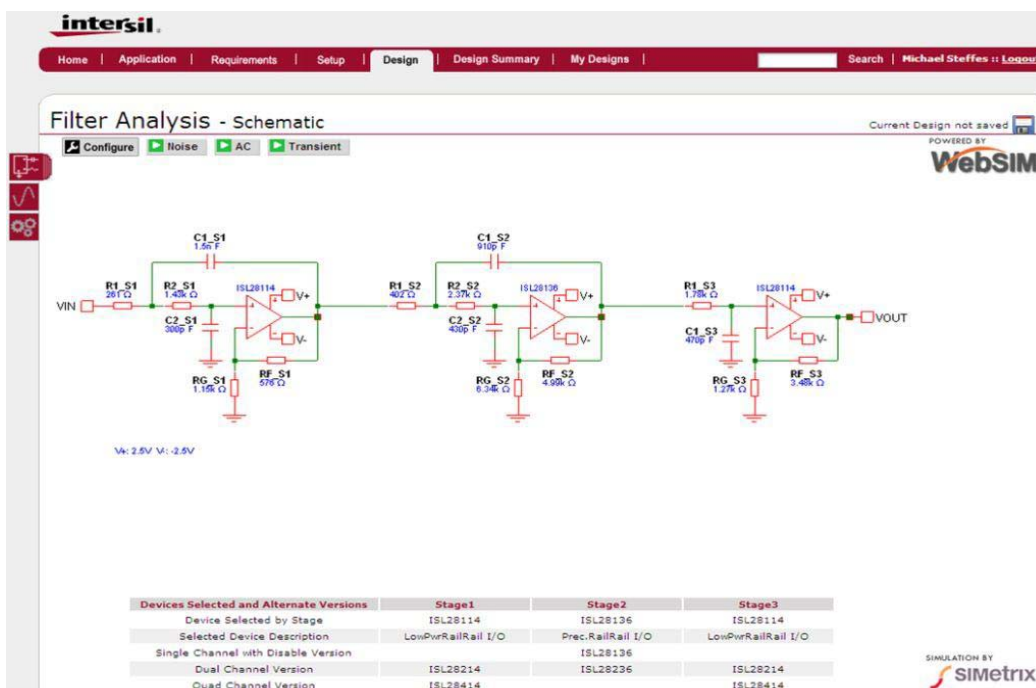 intersil.
Home | Application | Requirements | Setup | Design | Design Summary | My Designs | Search | Michael Steffes :: Logout
Filter Analysis - Schematic
Current Design not saved
Configure Noise AC Transient
POWERED BY
WebSIM
C1_S1
1.5n F
C1_S2
910p F
R1_S1
261 Ω
R2_S1
1.43k Ω
ISL28114
V+
R1_S2
402 Ω
R2_S2
2.37k Ω
ISL28136
V+
R1_S3
1.78k Ω
ISL28114
V+
VIN
C2_S1
300p F
V-
C2_S2
430p F
V-
C1_S3
470p F
V-
VOUT
RG_S1
1.15k Ω
RF_S1
576 Ω
RG_S2
6.34k Ω
RF_S2
4.99k Ω
RG_S3
1.27k Ω
RF_S3
3.48k Ω
V+: 2.5V V-: -2.5V
Devices Selected and Alternate Versions Stage1 Stage2 Stage3
Device Selected by Stage ISL28114 ISL28136 ISL28114
Selected Device Description LowPwrRailRail I/O Prec.RailRail I/O LowPwrRailRail I/O
Single Channel with Disable Version ISL28136
Dual Channel Version ISL28214 ISL28236 ISL28214
Quad Channel Version ISL28414 ISL28414
SIMULATION BY
SIMetrix